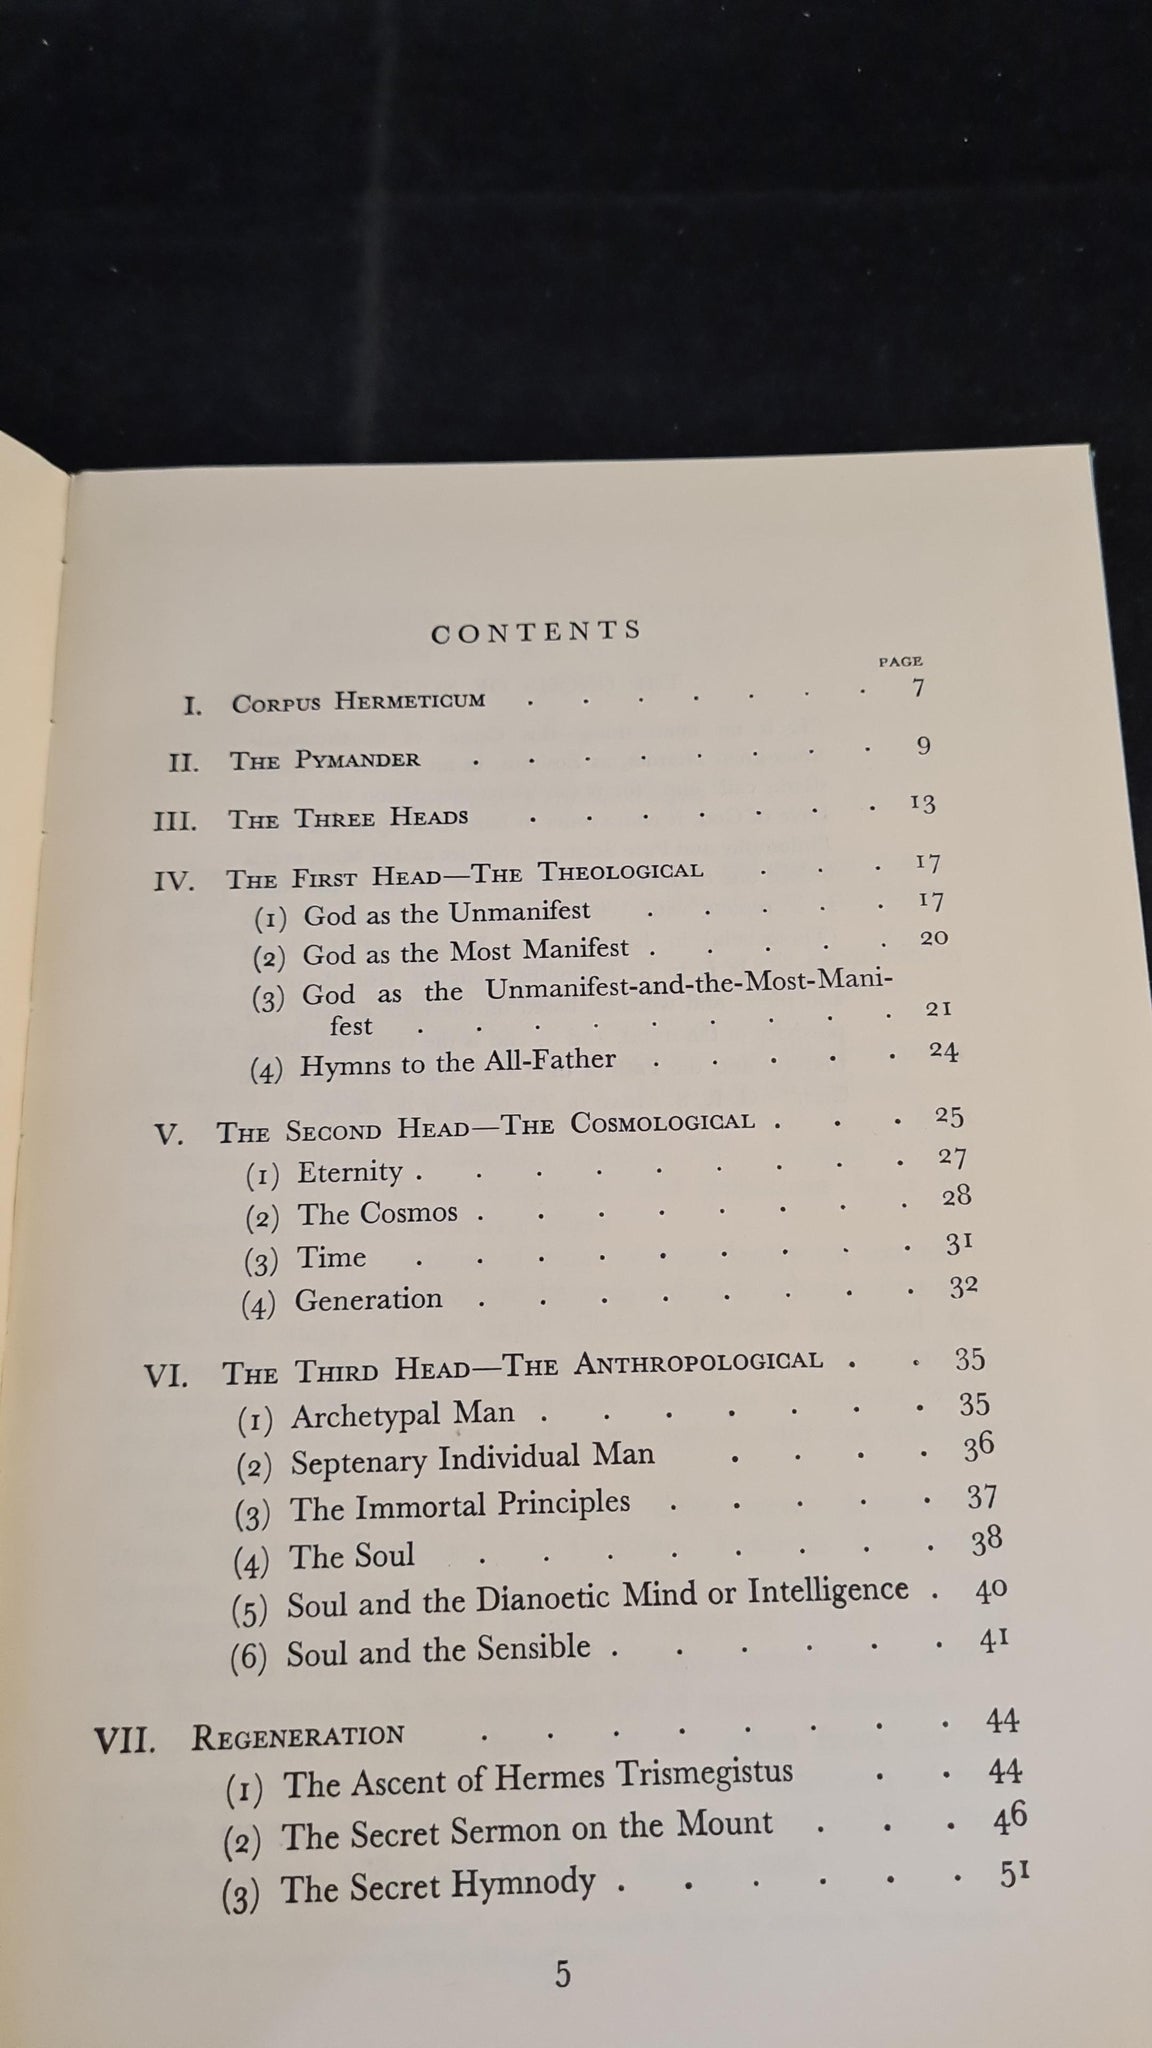 CONTENTS
PAGE
I. CORPUS HERMETICUM . . . . . . . 7
II. THE PYMANDER . . . . . . . . 9
III. THE THREE HEADS . . . . . . . 13
IV. THE FIRST HEAD—THE THEOLOGICAL . . . 17
(1) God as the Unmanifest . . . . . 17
(2) God as the Most Manifest . . . . . 20
(3) God as the Unmanifest-and-the-Most-Mani-
fest . . . . . . . . . 21
(4) Hymns to the All-Father . . . . . 24
V. THE SECOND HEAD—THE COSMOLOGICAL . . . 25
(1) Eternity . . . . . . . . . 27
(2) The Cosmos . . . . . . . . 28
(3) Time . . . . . . . . . 31
(4) Generation . . . . . . . . 32
VI. THE THIRD HEAD—THE ANTHROPOLOGICAL . . 35
(1) Archetypal Man . . . . . . . 35
(2) Septenary Individual Man . . . . 36
(3) The Immortal Principles . . . . . 37
(4) The Soul . . . . . . . . 38
(5) Soul and the Dianoetic Mind or Intelligence . 40
(6) Soul and the Sensible . . . . . . 41
VII. REGENERATION . . . . . . . . 44
(1) The Ascent of Hermes Trismegistus . . 44
(2) The Secret Sermon on the Mount . . . 46
(3) The Secret Hymnody . . . . . . 51
5